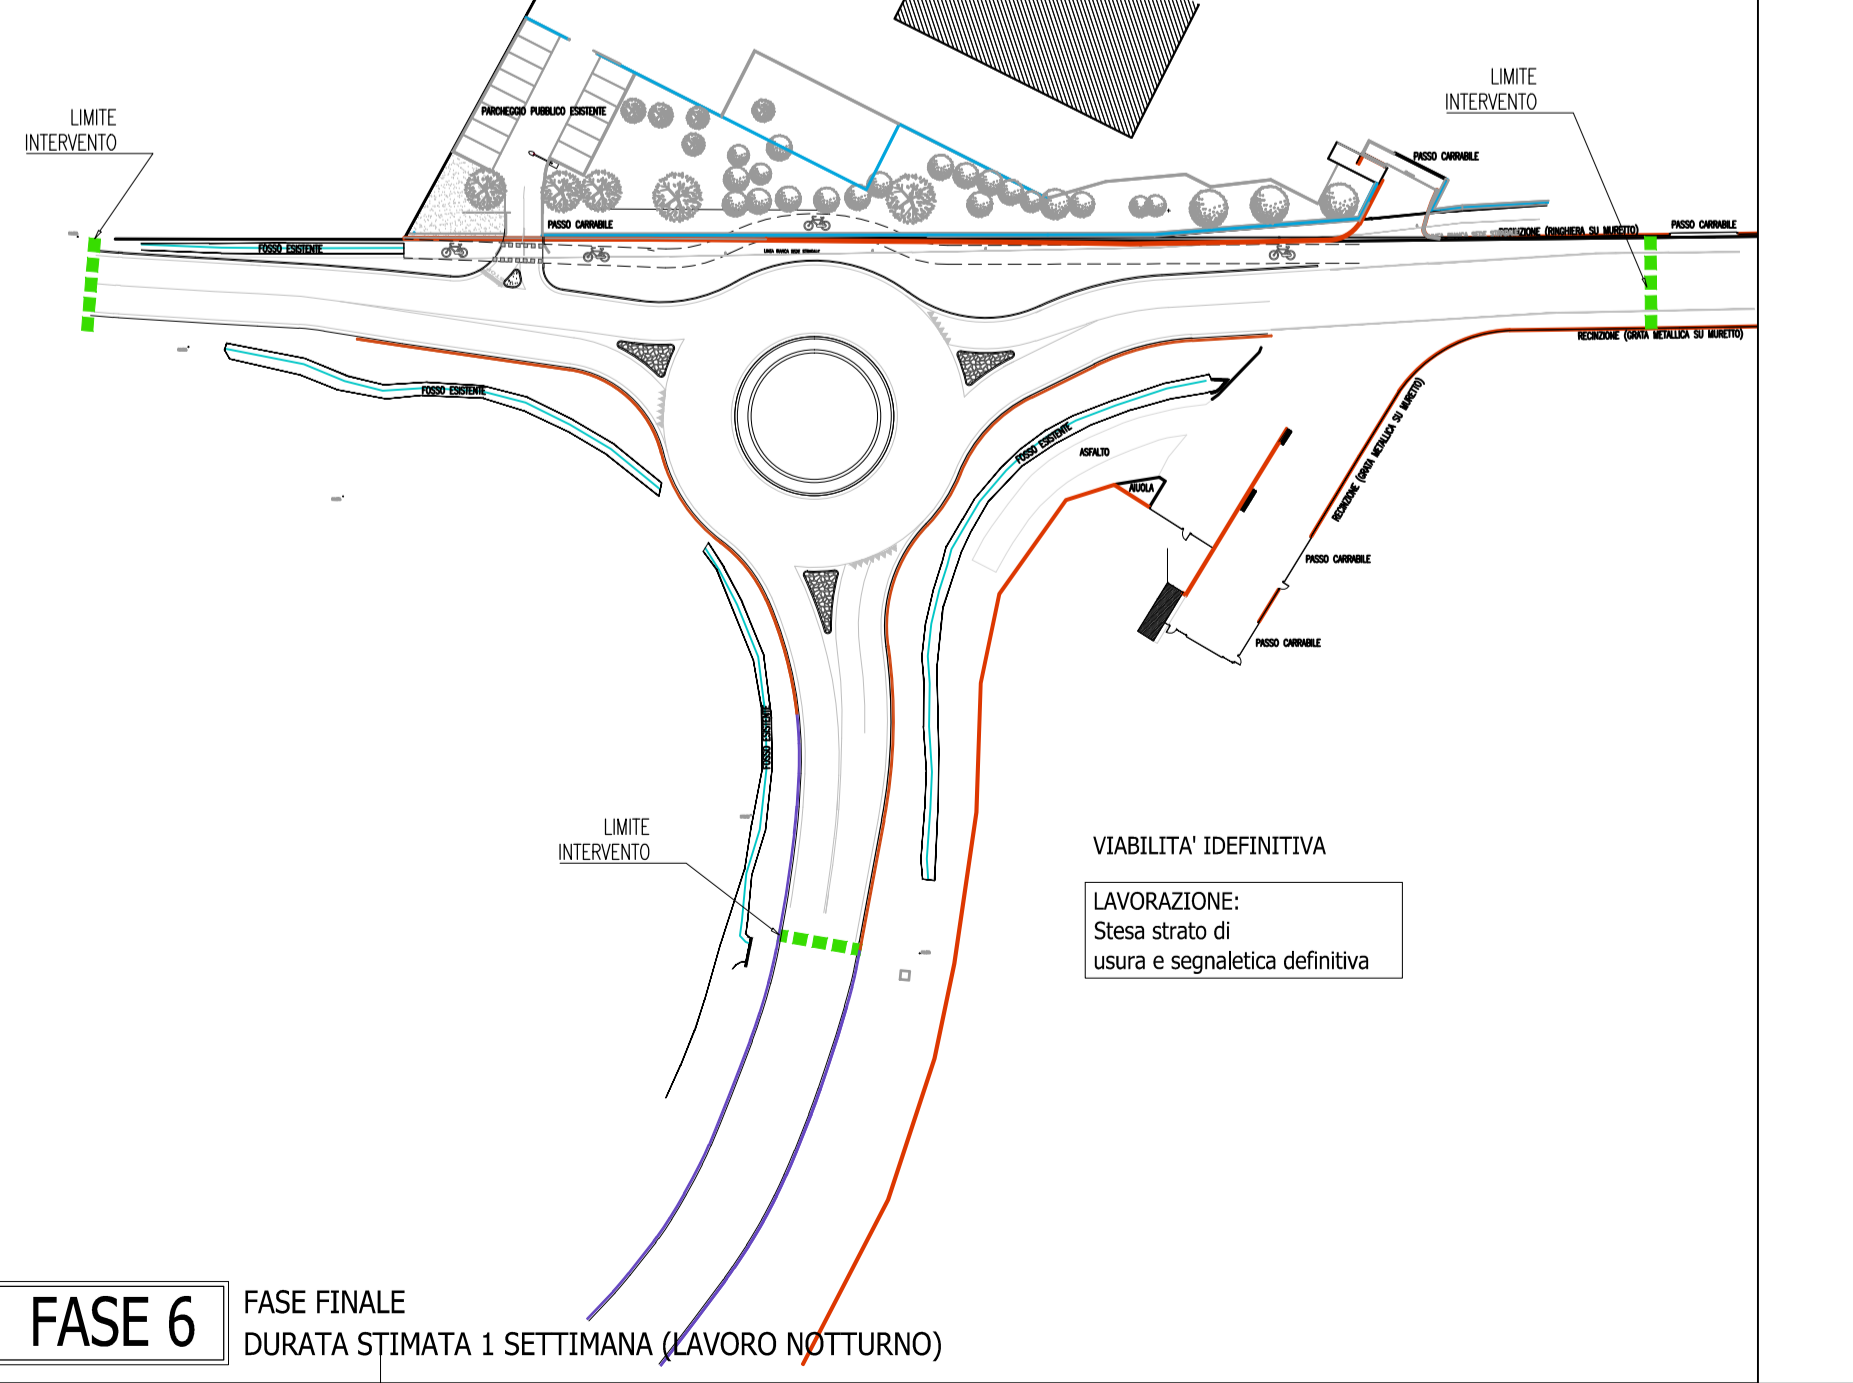 LIMITE
INTERVENTO
PARCHEGGIO PUBBLICO ESISTENTE
LIMITE
INTERVENTO
PASSO CARRABILE
PASSO CARRABILE
PASSO CARRABILE
(RINGHIERA SU MURETTO)
FOSSO ESISTENTE
RECINZIONE (GRATA METALLICA SU MURETTO)
FOSSO ESISTENTE
FOSSO ESISTENTE
ASFALTO
AIUOLA
RECINZIONE (GRATA METALLICA SU MURETTO)
PASSO CARRABILE
PASSO CARRABILE
FOSSO ESISTENTE
LIMITE
INTERVENTO
VIABILITA' IDEFINITIVA
LAVORAZIONE:
Stesa strato di
usura e segnaletica definitiva
FASE 6
FASE FINALE
DURATA STIMATA 1 SETTIMANA (LAVORO NOTTURNO)